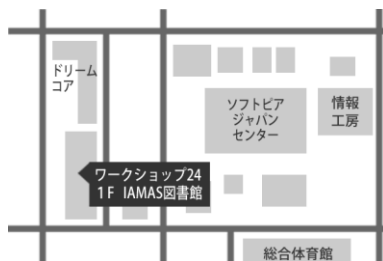 ドリーム
コア
ソフトピア
ジャパン
センター
情報
工房
ワークショップ24
1F IAMAS図書館
総合体育館